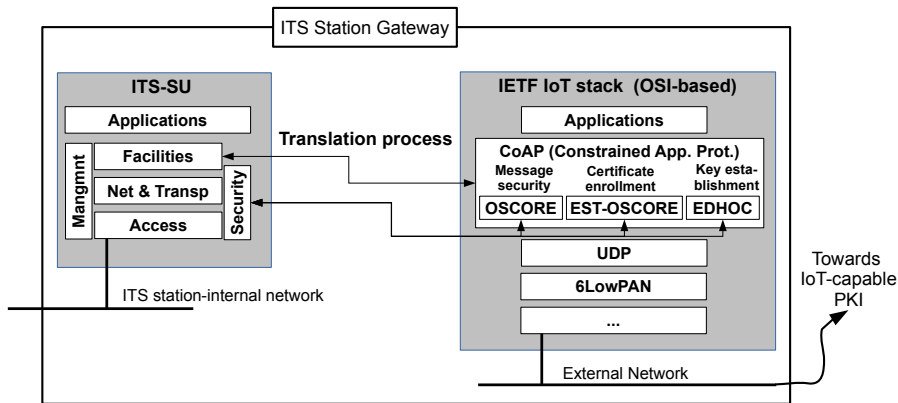 ITS Station Gateway
ITS-SU
Applications
Mangmnt
Facilities
Net & Transp
Access
Security
ITS station-internal network
Translation process
IETF IoT stack (OSI-based)
Applications
CoAP (Constrained App. Prot.)
Message
security
OSCORE
Certificate
enrollment
EST-OSCORE
Key esta-
blishment
EDHOC
UDP
6LowPAN
...
External Network
Towards
IoT-capable
PKI